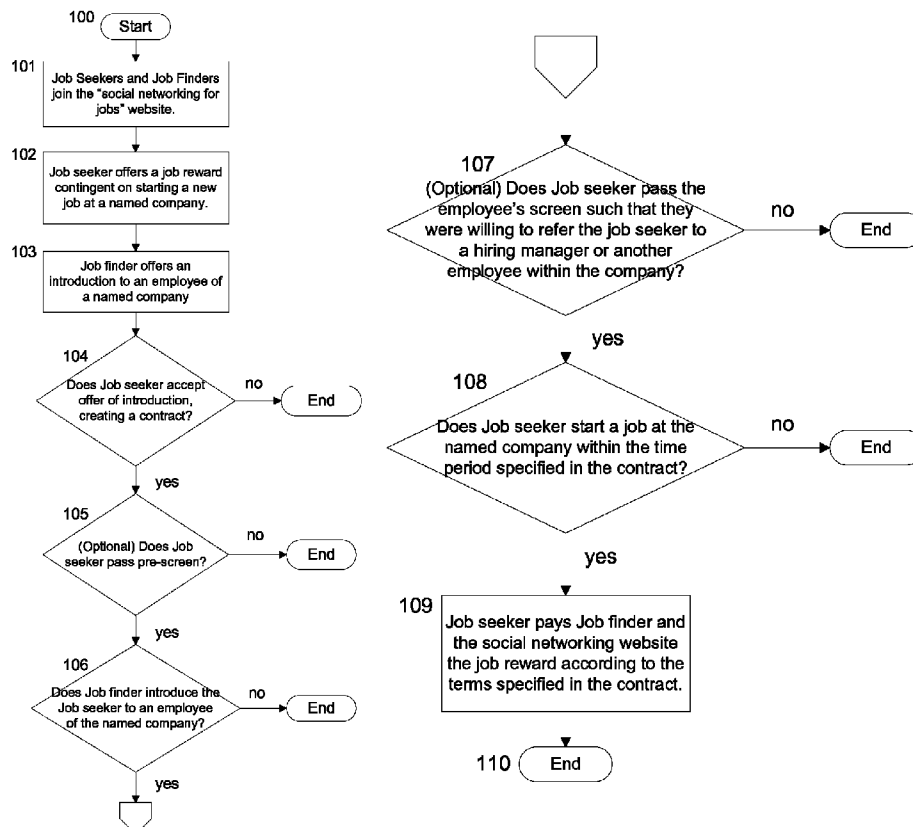 100
Start
101
Job Seekers and Job Finders
join the “social networking for
jobs” website.
102
Job seeker offers a job reward
contingent on starting a new
job at a named company.
103
Job finder offers an
introduction to an employee of
a named company
104
Does Job seeker accept
offer of introduction,
creating a contract?
no
End
yes
105
(Optional) Does Job
seeker pass pre-screen?
no
End
yes
106
Does Job finder introduce the
Job seeker to an employee
of the named company?
no
End
yes
107
(Optional) Does Job seeker pass the
employee’s screen such that they
were willing to refer the job seeker to
a hiring manager or another
employee within the company?
no
End
yes
108
Does Job seeker start a job at the
named company within the time
period specified in the contract?
no
End
yes
109
Job seeker pays Job finder and
the social networking website
the job reward according to the
terms specified in the contract.
110
End